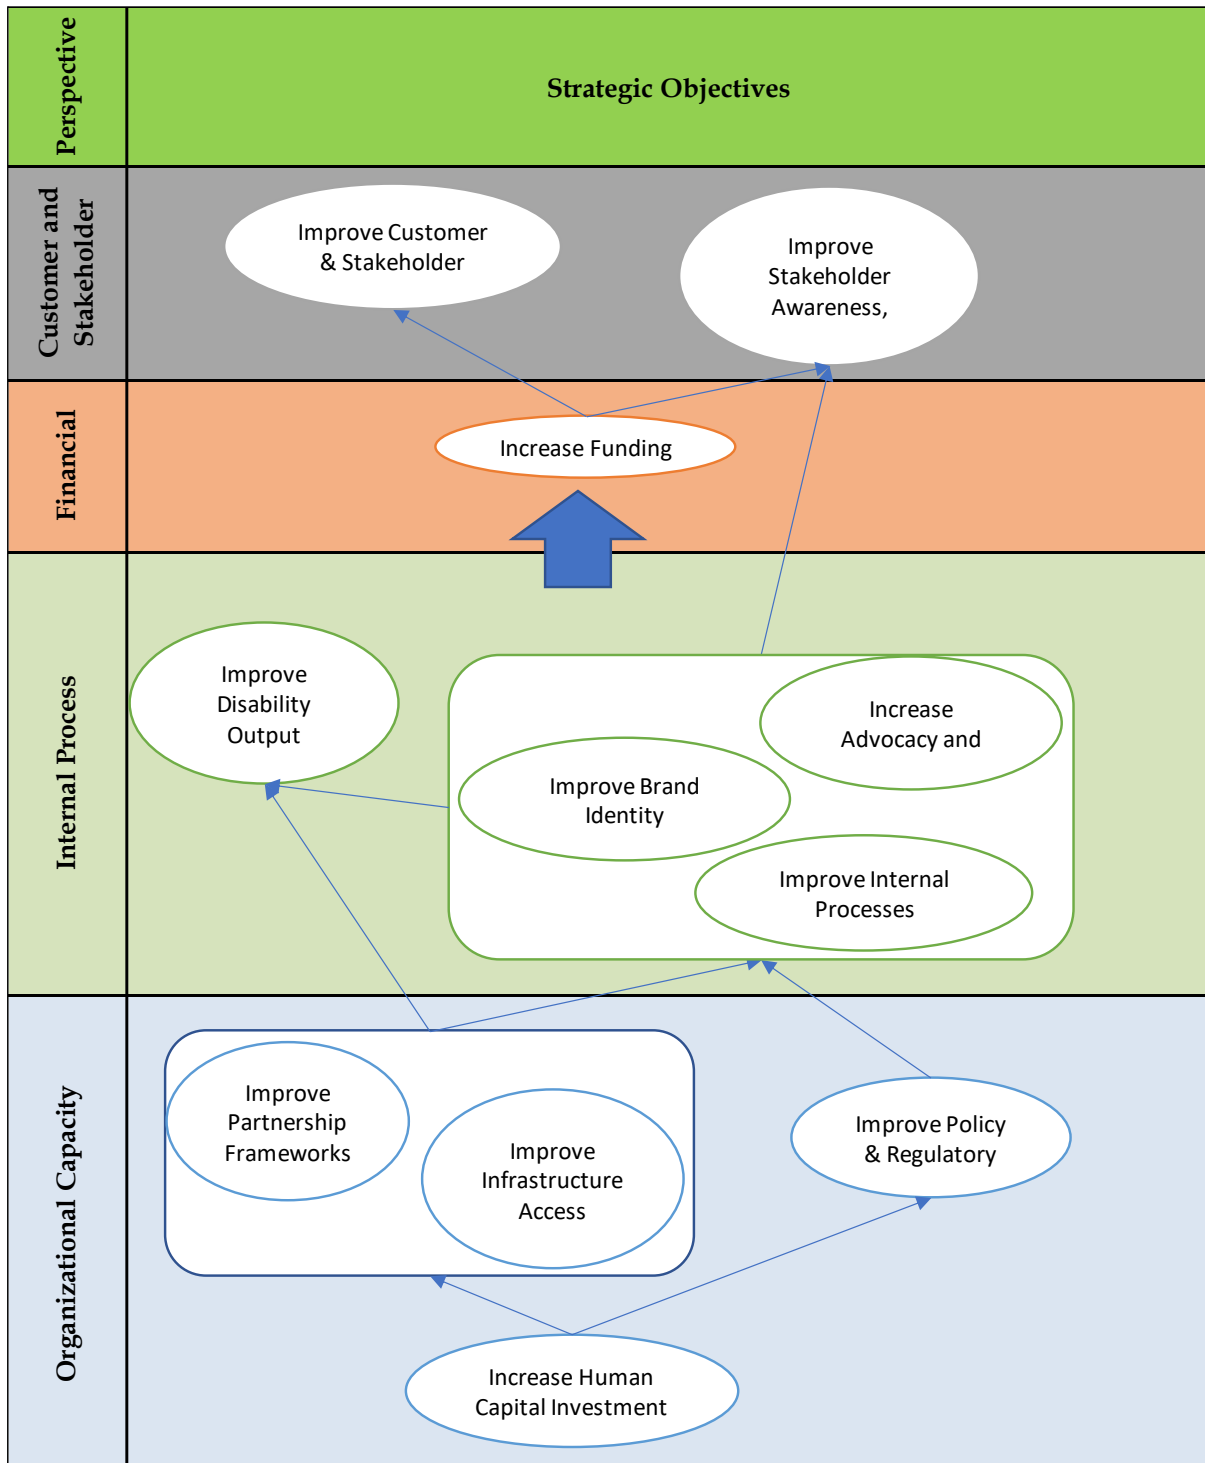 Perspective
Strategic Objectives
Customer and
Stakeholder
Improve Customer
& Stakeholder
Improve
Stakeholder
Awareness,
Financial
Increase Funding
Internal Process
Improve
Disability
Output
Increase
Advocacy and
Improve Brand
Identity
Improve Internal
Processes
Organizational Capacity
Improve
Partnership
Frameworks
Improve
Infrastructure
Access
Improve Policy
& Regulatory
Increase Human
Capital Investment